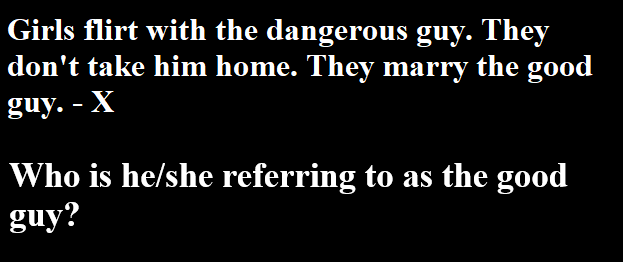 Girls flirt with the dangerous guy. They
don't take him home. They marry the good
guy. - X
Who is he/she referring to as the good
guy?